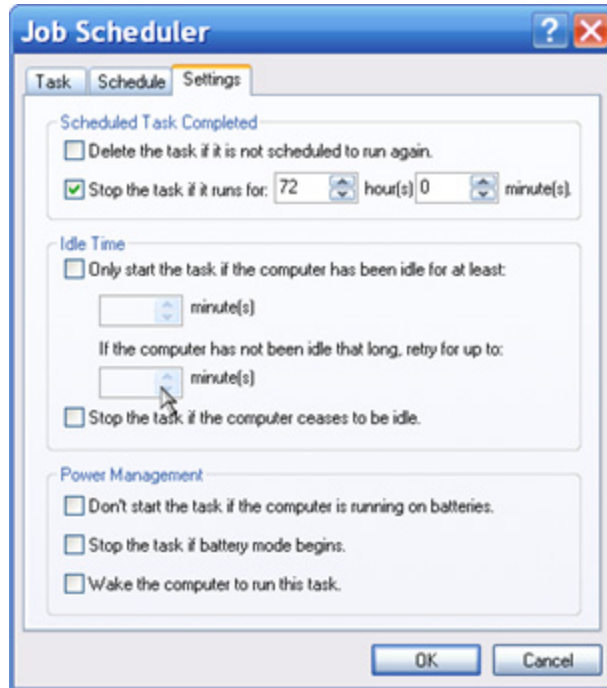 Job Scheduler
Task Schedule Settings
Scheduled Task Completed
Delete the task if it is not scheduled to run again.
Stop the task if it runs for: 72 hour(s) 0 minute(s).
Idle Time
Only start the task if the computer has been idle for at least:
minute(s)
If the computer has not been idle that long, retry for up to:
minute(s)
Stop the task if the computer ceases to be idle.
Power Management
Don't start the task if the computer is running on batteries.
Stop the task if battery mode begins.
Wake the computer to run this task.
OK Cancel